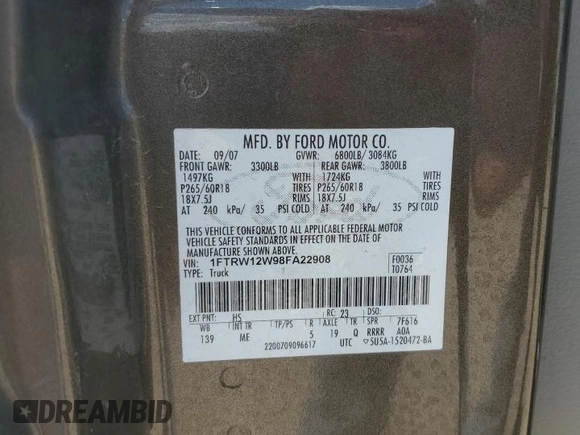 MFD. BY FORD MOTOR CO.
DATE: 09/07 GVWR: 6800LB/ 3084KG
FRONT GAWR: 3300LB REAR GAWR: 3800LB
1497KG WITH 1724KG WITH
P265/60R18 TIRES P265/60R18 TIRES
18X7.5J RIMS 18X7.5J RIMS
AT 240 kPa/ 35 PSI COLD AT 240 kPa/ 35 PSI COLD
THIS VEHICLE CONFORMS TO ALL APPLICABLE FEDERAL MOTOR
VEHICLE SAFETY STANDARDS IN EFFECT ON THE DATE OF
MANUFACTURE SHOWN ABOVE.
VIN: 1FTRW12W98FA22908 F0036
TYPE: Truck T0764
EXT PNT: HS RC: 23 DSO:
WB INT TR TP/PS R AXLE TR SPR 7F616
139 ME 5 19 Q RRRR A0A
2200709096617 UTC 5U5A-1520472-BA
DREAMBID